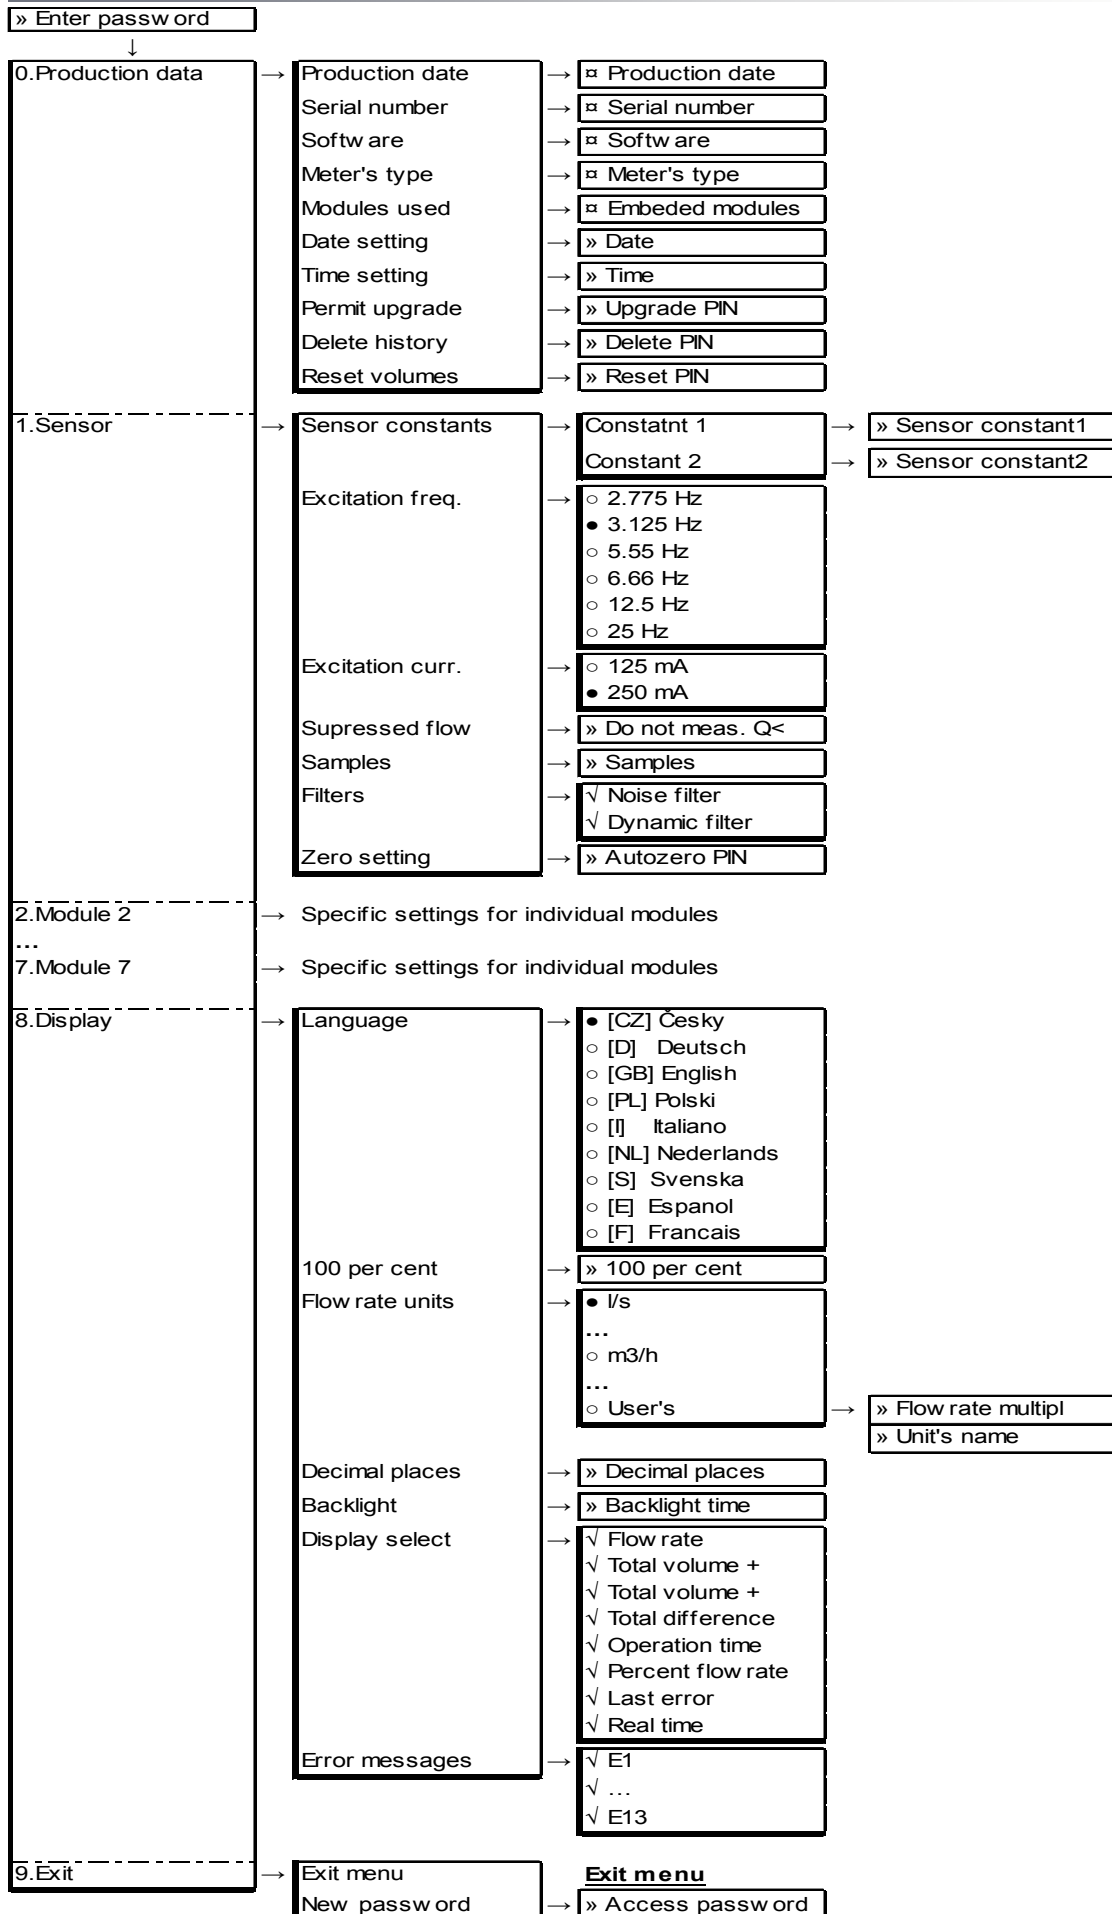 » Enter password
↓
0.Production data → Production date → ¤ Production date
Serial number → ¤ Serial number
Software → ¤ Software
Meter's type → ¤ Meter's type
Modules used → ¤ Embeded modules
Date setting → » Date
Time setting → » Time
Permit upgrade → » Upgrade PIN
Delete history → » Delete PIN
Reset volumes → » Reset PIN
1.Sensor → Sensor constants → Constatnt 1 → » Sensor constant1
Constant 2 → » Sensor constant2
Excitation freq. → ○ 2.775 Hz
● 3.125 Hz
○ 5.55 Hz
○ 6.66 Hz
○ 12.5 Hz
○ 25 Hz
Excitation curr. → ○ 125 mA
● 250 mA
Supressed flow → » Do not meas. Q<
Samples → » Samples
Filters → √ Noise filter
√ Dynamic filter
Zero setting → » Autozero PIN
2.Module 2 → Specific settings for individual modules
...
7.Module 7 → Specific settings for individual modules
8.Display → Language → ● [CZ] Česky
○ [D] Deutsch
○ [GB] English
○ [PL] Polski
○ [I] Italiano
○ [NL] Nederlands
○ [S] Svenska
○ [E] Espanol
○ [F] Francais
100 per cent → » 100 per cent
Flow rate units → ● l/s
...
○ m3/h
...
○ User's → » Flow rate multipl
» Unit's name
Decimal places → » Decimal places
Backlight → » Backlight time
Display select → √ Flow rate
√ Total volume +
√ Total volume +
√ Total difference
√ Operation time
√ Percent flow rate
√ Last error
√ Real time
Error messages → √ E1
√ ...
√ E13
9.Exit → Exit menu Exit menu
New password → » Access password